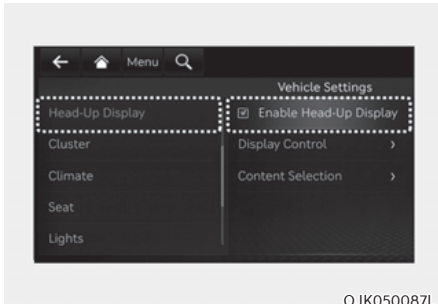 Menu
Vehicle Settings
Head-Up Display
Enable Head-Up Display
Cluster
Display Control
Climate
Content Selection
Seat
Lights
OJK050087L